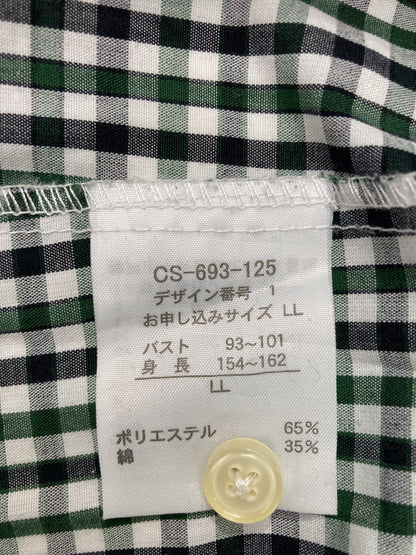 CS-693-125
デザイン番号 1
お申し込みサイズ LL
バスト 93~101
身長 154~162
LL
ポリエステル 65%
綿 35%